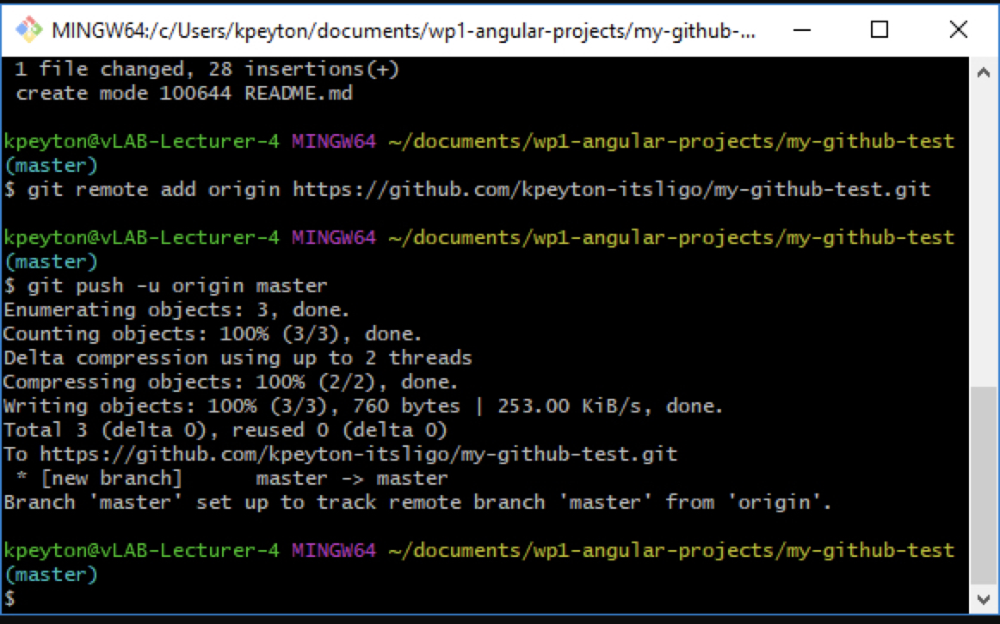 MINGW64:/c/Users/kpeyton/documents/wp1-angular-projects/my-github-...
1 file changed, 28 insertions(+)
create mode 100644 README.md
kpeyton@vLAB-Lecturer-4 MINGW64 ~/documents/wp1-angular-projects/my-github-test
(master)
$ git remote add origin https://github.com/kpeyton-itsligo/my-github-test.git
kpeyton@vLAB-Lecturer-4 MINGW64 ~/documents/wp1-angular-projects/my-github-test
(master)
$ git push -u origin master
Enumerating objects: 3, done.
Counting objects: 100% (3/3), done.
Delta compression using up to 2 threads
Compressing objects: 100% (2/2), done.
Writing objects: 100% (3/3), 760 bytes | 253.00 KiB/s, done.
Total 3 (delta 0), reused 0 (delta 0)
To https://github.com/kpeyton-itsligo/my-github-test.git
* [new branch]      master -> master
Branch 'master' set up to track remote branch 'master' from 'origin'.
kpeyton@vLAB-Lecturer-4 MINGW64 ~/documents/wp1-angular-projects/my-github-test
(master)
$